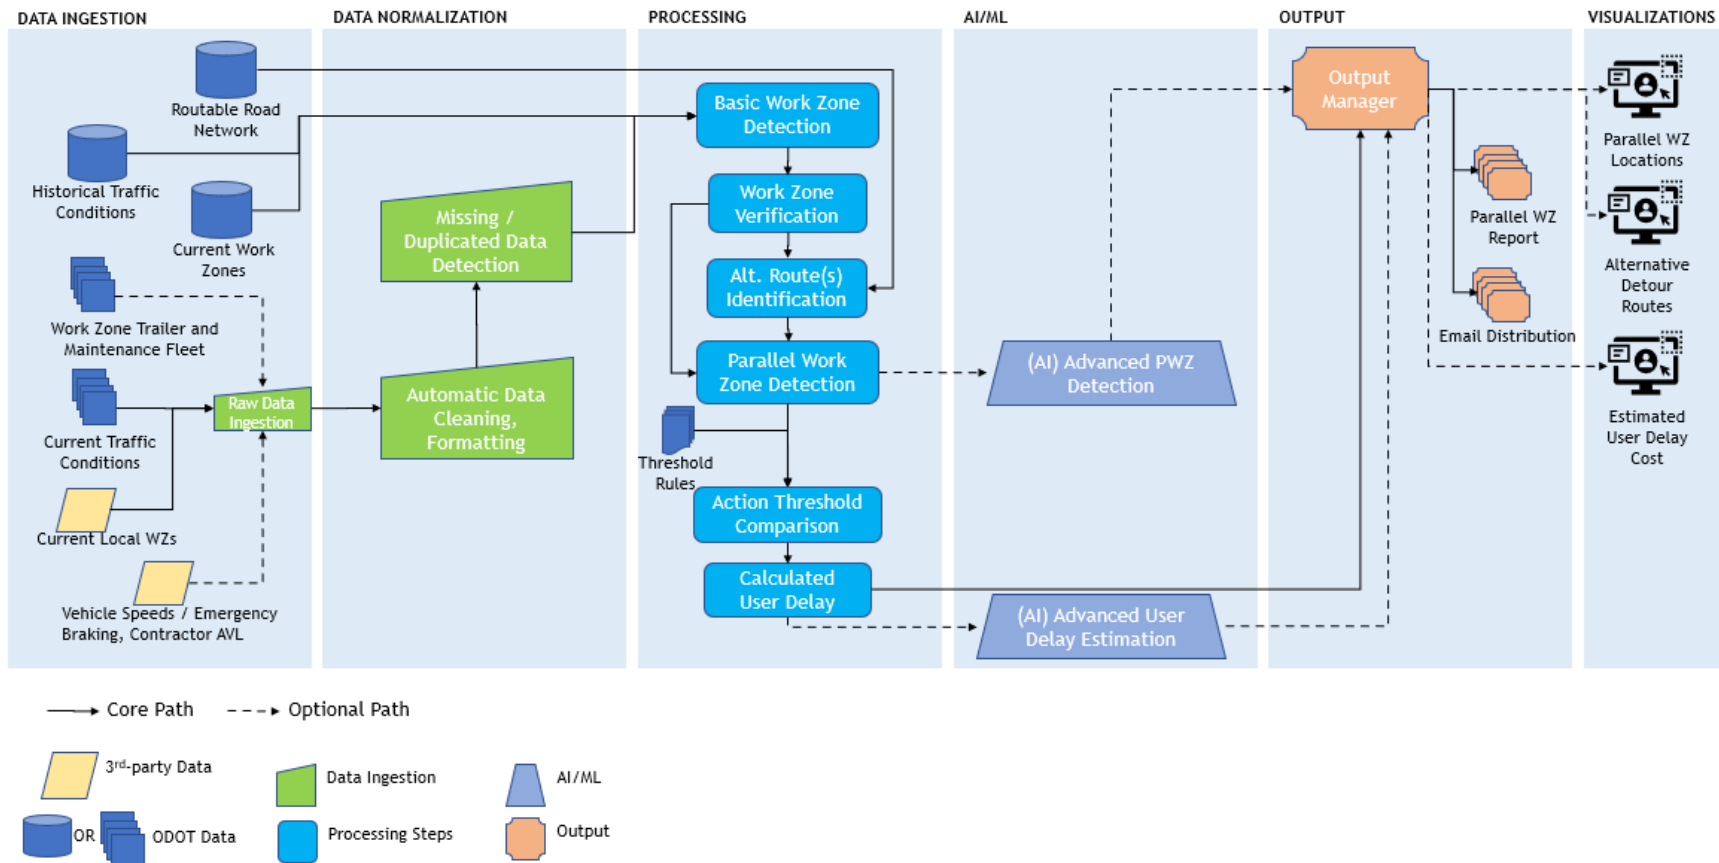 DATA INGESTION
DATA NORMALIZATION
PROCESSING
AI/ML
OUTPUT
VISUALIZATIONS
Routable Road
Network
Historical Traffic
Conditions
Current Work
Zones
Work Zone Trailer and
Maintenance Fleet
Current Traffic
Conditions
Current Local WZs
Vehicle Speeds / Emergency
Braking, Contractor AVL
Raw Data
Ingestion
Missing /
Duplicated Data
Detection
Automatic Data
Cleaning,
Formatting
Basic Work Zone
Detection
Work Zone
Verification
Alt. Route(s)
Identification
Parallel Work
Zone Detection
Threshold
Rules
Action Threshold
Comparison
Calculated
User Delay
(AI) Advanced PWZ
Detection
(AI) Advanced User
Delay Estimation
Output
Manager
Parallel WZ
Report
Email Distribution
Parallel WZ
Locations
Alternative
Detour
Routes
Estimated
User Delay
Cost
Core Path
Optional Path
3rd-party Data
Data Ingestion
AI/ML
OR
ODOT Data
Processing Steps
Output